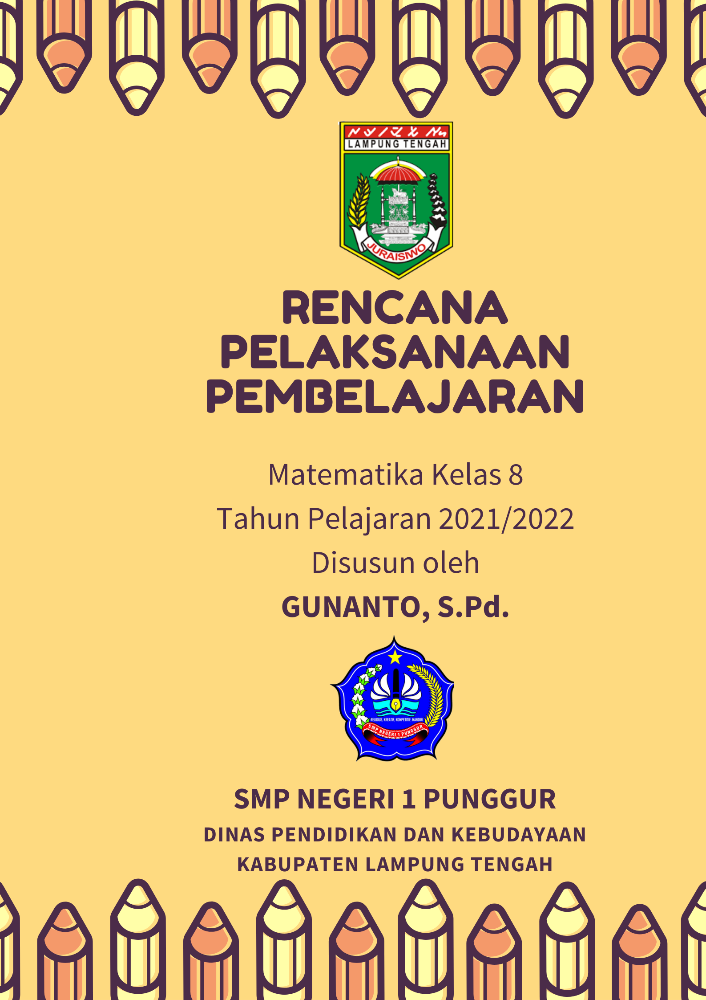 LAMPUNG TENGAH
JURAISIWO
RENCANA
PELAKSANAAN
PEMBELAJARAN
Matematika Kelas 8
Tahun Pelajaran 2021/2022
Disusun oleh
GUNANTO, S.Pd.
RELIGIUS, KREATIF, KOMPETITIF, MANDIRI
SMP NEGERI 1 PUNGGUR
SMP NEGERI 1 PUNGGUR
DINAS PENDIDIKAN DAN KEBUDAYAAN
KABUPATEN LAMPUNG TENGAH